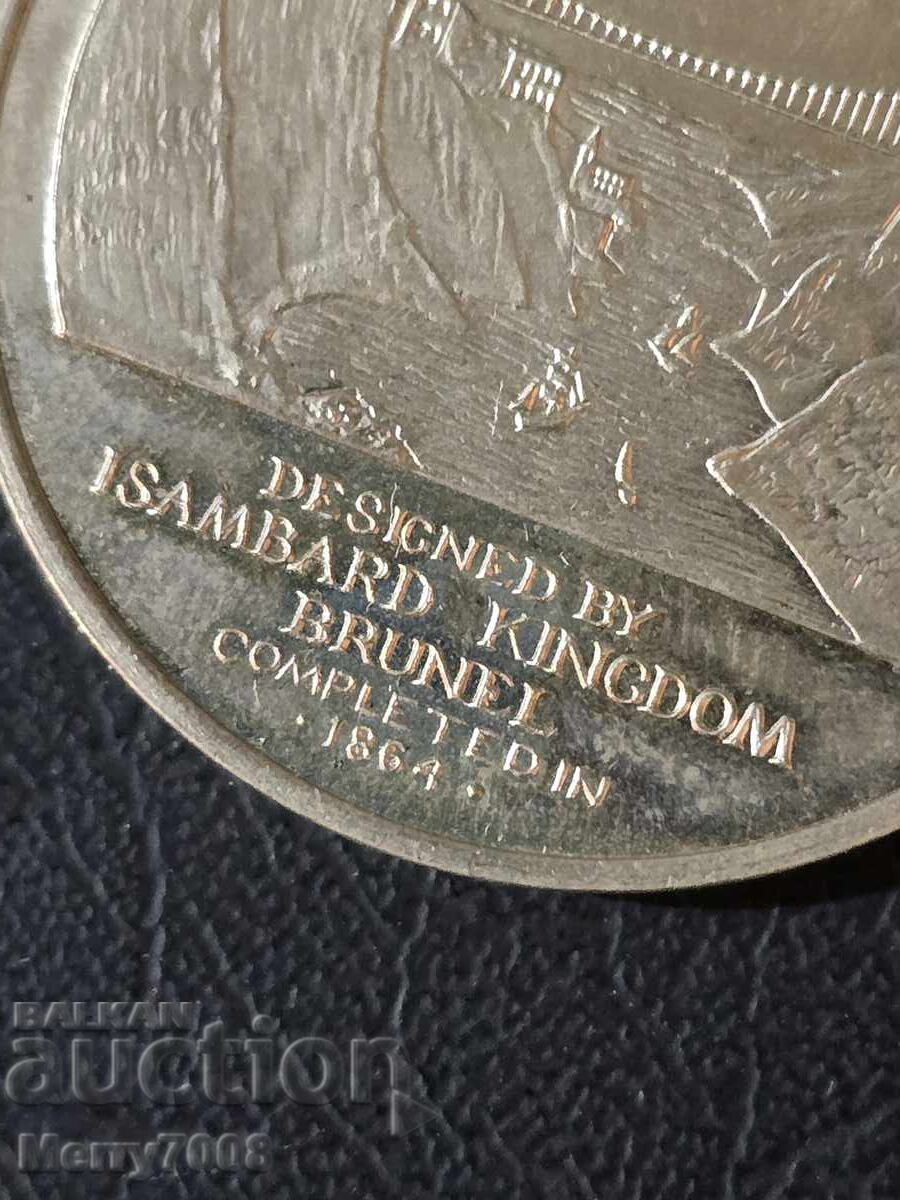 DESIGNED BY
ISAMBARD KINGDOM
BRUNEL
COMPLETED IN
· 1864 ·
BALKAN
auction
Merry7008